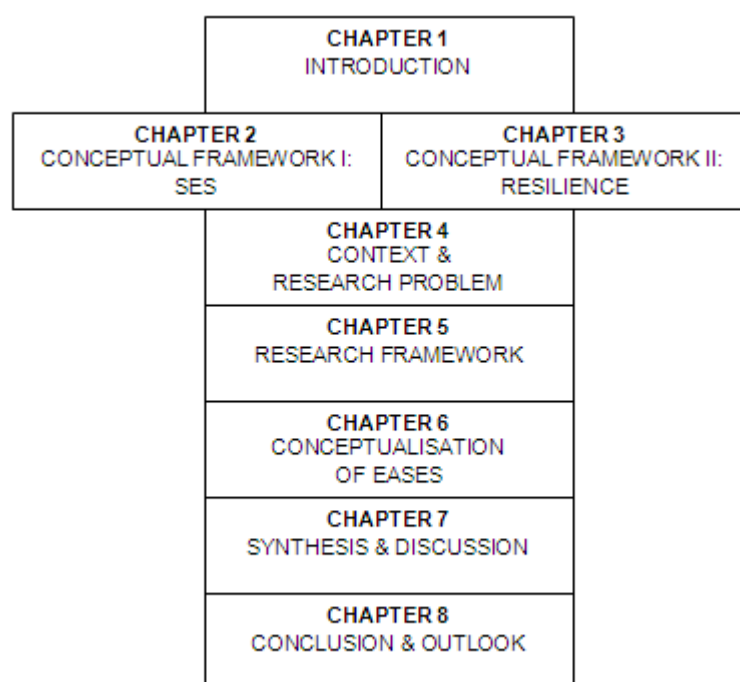 CHAPTER 1
INTRODUCTION
CHAPTER 2
CONCEPTUAL FRAMEWORK I:
SES
CHAPTER 3
CONCEPTUAL FRAMEWORK II:
RESILIENCE
CHAPTER 4
CONTEXT &
RESEARCH PROBLEM
CHAPTER 5
RESEARCH FRAMEWORK
CHAPTER 6
CONCEPTUALISATION
OF EASES
CHAPTER 7
SYNTHESIS & DISCUSSION
CHAPTER 8
CONCLUSION & OUTLOOK